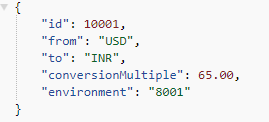 {
"id": 10001,
"from": "USD",
"to": "INR",
"conversionMultiple": 65.00,
"environment": "8001"
}